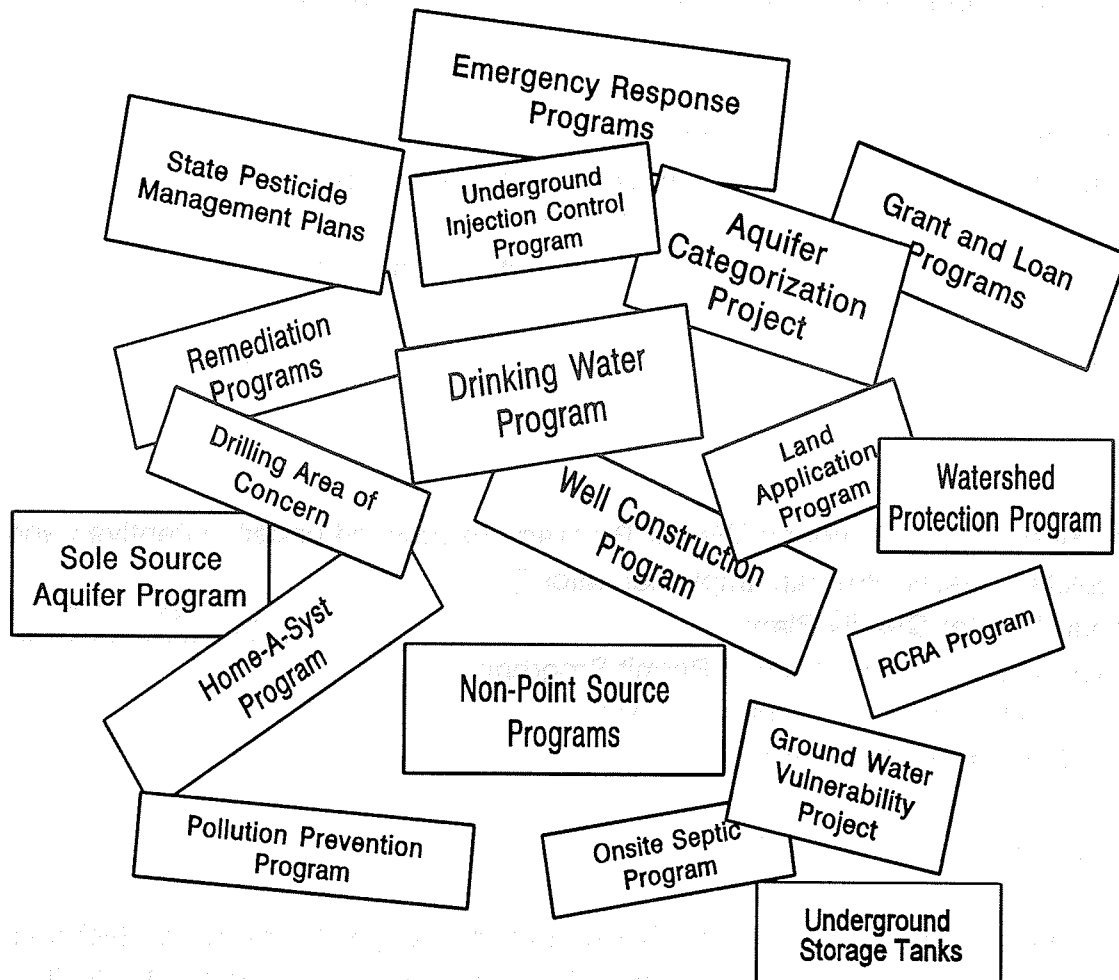 Emergency Response
Programs
State Pesticide
Management Plans
Underground
Injection Control
Program
Aquifer
Categorization
Project
Grant and Loan
Programs
Remediation
Programs
Drinking Water
Program
Drilling Area of
Concern
Land
Application
Program
Well Construction
Program
Watershed
Protection Program
Sole Source
Aquifer Program
Home-A-Syst
Program
RCRA Program
Non-Point Source
Programs
Ground Water
Vulnerability
Project
Pollution Prevention
Program
Onsite Septic
Program
Underground
Storage Tanks